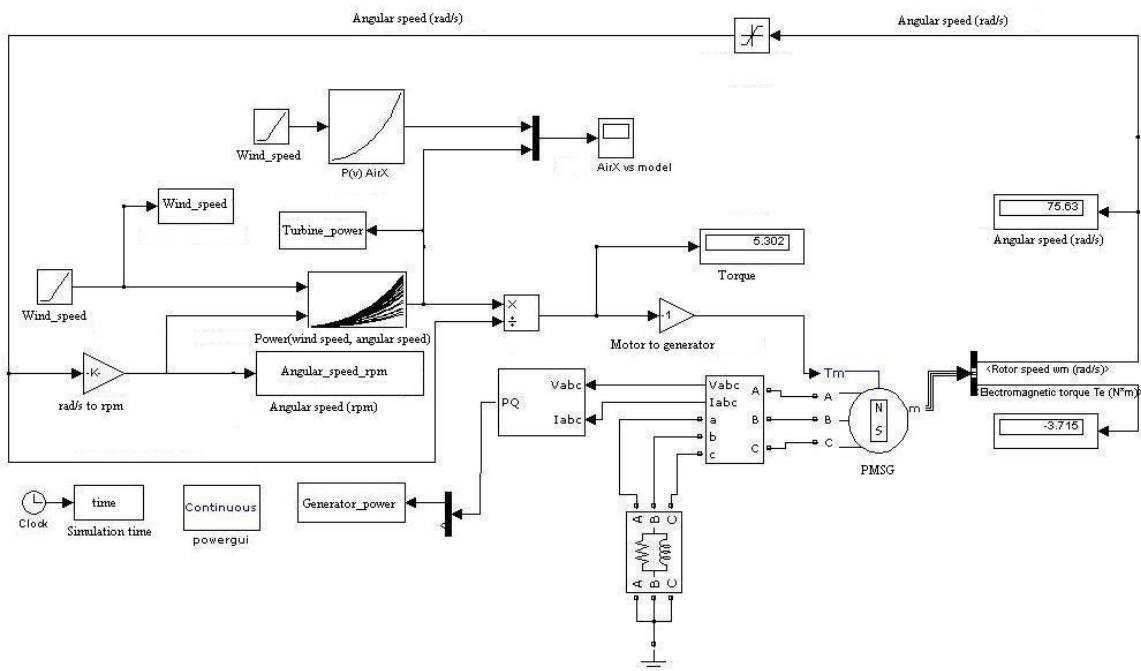 Angular speed (rad/s)
Angular speed (rad/s)
Wind_speed
P(v) AirX
AirX vs model
Wind_speed
Turbine_power
75.63
Angular speed (rad/s)
5.302
Torque
Wind_speed
Power(wind speed, angular speed)
×
÷
-1
Motor to generator
-K-
rad/s to rpm
Angular_speed_rpm
Angular speed (rpm)
PQ
Vabc
Iabc
Vabc
Iabc
a
b
c
A
B
C
Tm
A
B
C
N
S
m
PMSG
<Rotor speed wm (rad/s)>
<Electromagnetic torque Te (N*m)>
-3.715
Clock
time
Simulation time
Continuous
powergui
Generator_power
A
B
C
A
B
C